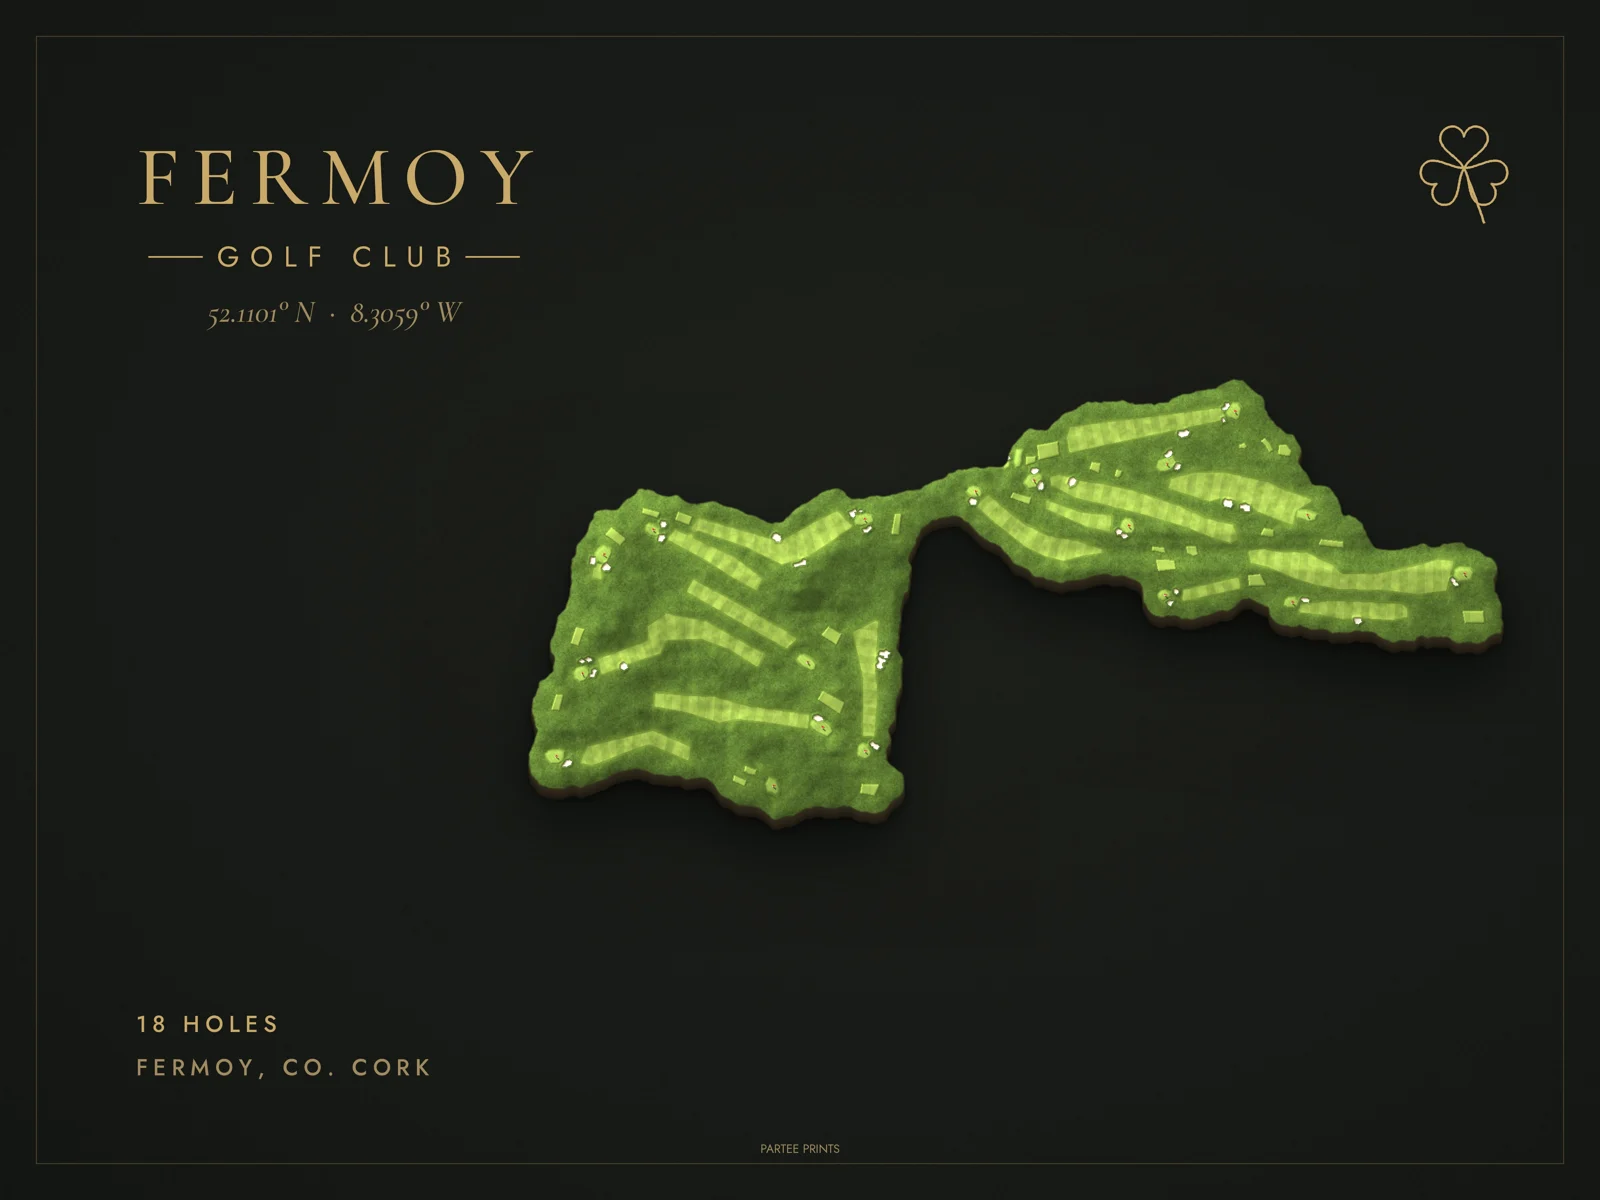 FERMOY
GOLF CLUB
52.1101° N · 8.3059° W
18 HOLES
FERMOY, CO. CORK
PARTEE PRINTS